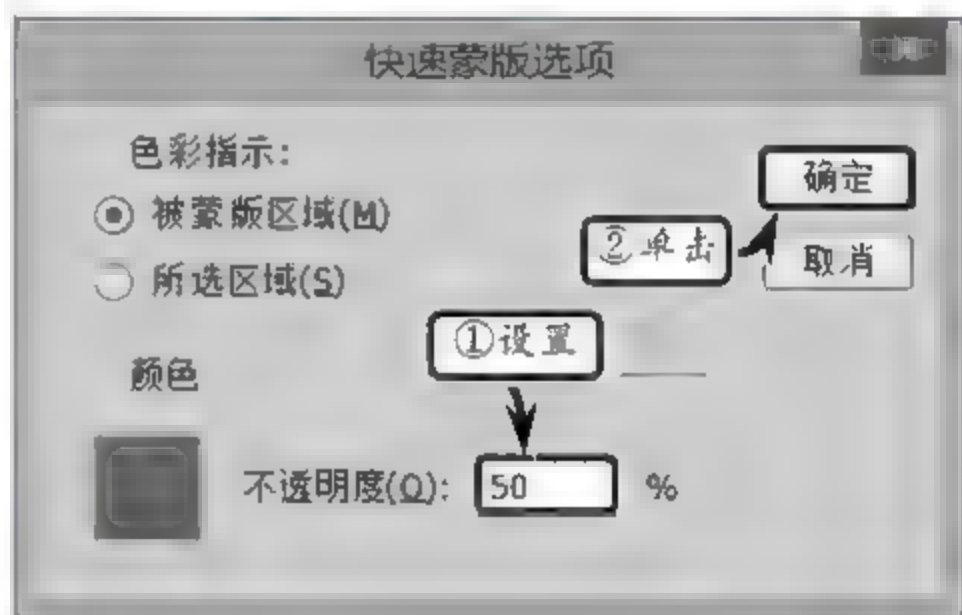 快速蒙版选项
色彩指示:
被蒙版区域(M)
所选区域(S)
确定
②单击
取消
①设置
颜色
不透明度(O): 50 %